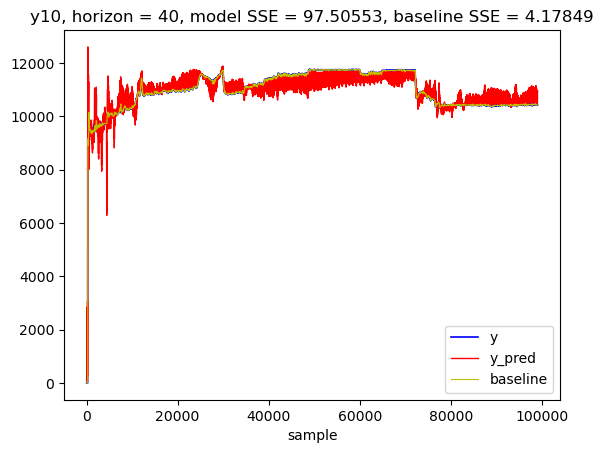 y10, horizon = 40, model SSE = 97.50553, baseline SSE = 4.17849
12000
10000
8000
6000
4000
2000
0
y
y_pred
baseline
0 20000 40000 60000 80000 100000
sample